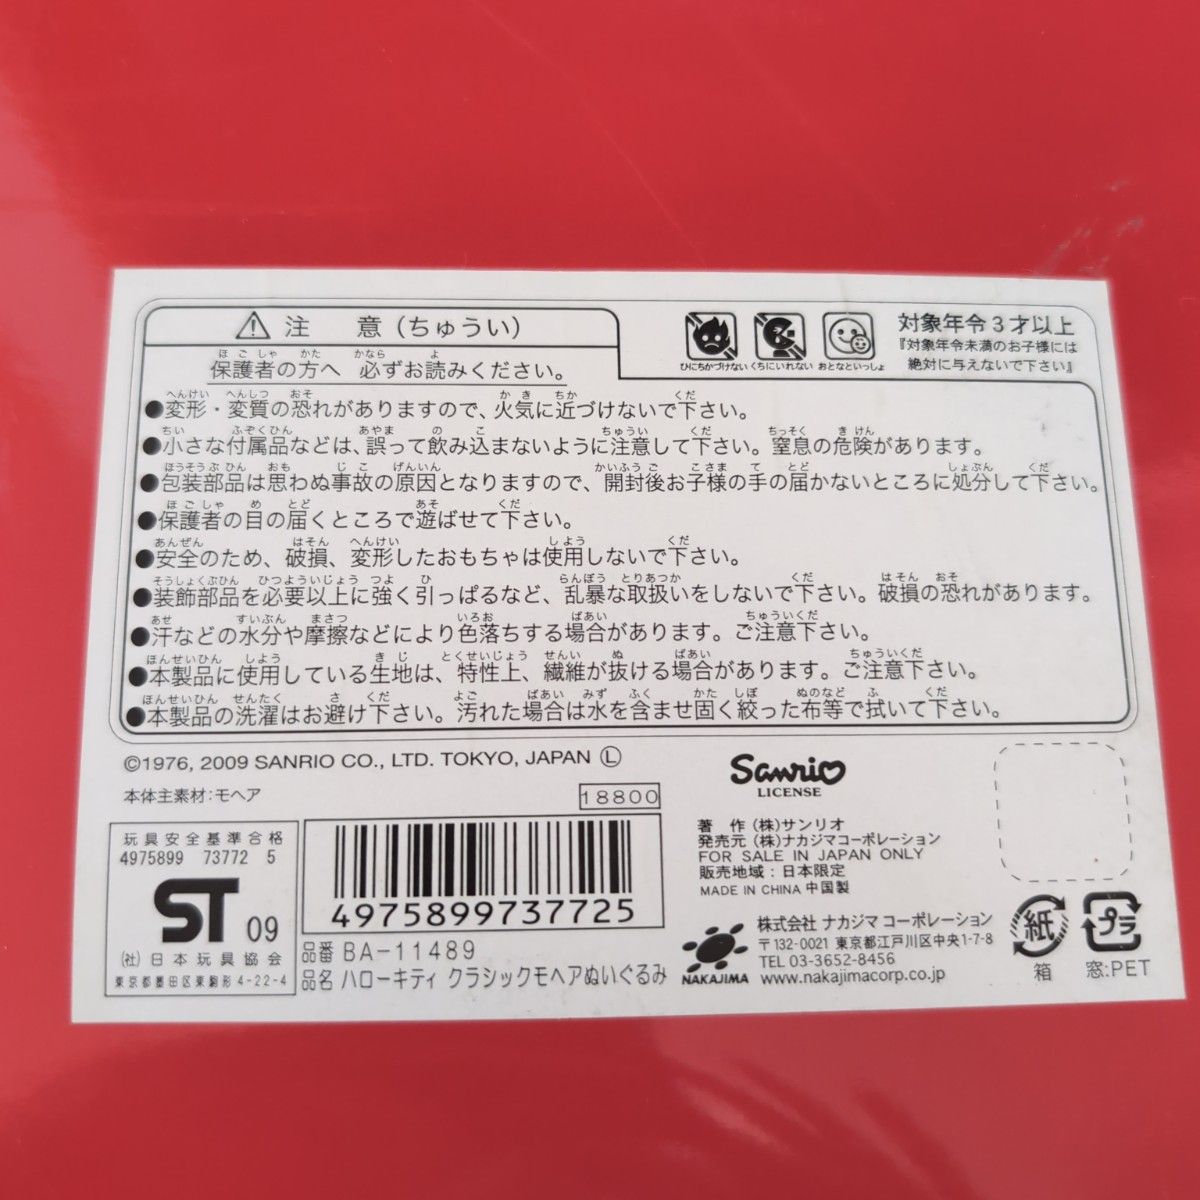 ⚠注 意(ちゅうい)
保護者の方へ 必ずお読みください。
ひにちかづけない くちにいれない おとなといっしょ
対象年令3才以上
『対象年令未満のお子様には
絶対に与えないで下さい』
●変形・変質の恐れがありますので、火気に近づけないで下さい。
●小さな付属品などは、誤って飲み込まないように注意して下さい。窒息の危険があります。
●包装部品は思わぬ事故の原因となりますので、開封後お子様の手の届かないところに処分して下さい。
●保護者の目の届くところで遊ばせて下さい。
●安全のため、破損、変形したおもちゃは使用しないで下さい。
●装飾部品を必要以上に強く引っぱるなど、乱暴な取扱いをしないで下さい。破損の恐れがあります。
●汗などの水分や摩擦などにより色落ちする場合があります。ご注意下さい。
●本製品に使用している生地は、特性上、繊維が抜ける場合があります。ご注意下さい。
●本製品の洗濯はお避け下さい。汚れた場合は水を含ませ固く絞った布等で拭いて下さい。
©1976, 2009 SANRIO CO., LTD. TOKYO, JAPAN Ⓛ
本体主素材:モヘア
18800
玩具安全基準合格
4975899 73772 5
ST 09
(社)日本玩具協会
東京都墨田区東駒形4-22-4
4975899737725
品番 BA-11489
品名 ハローキティ クラシックモヘアぬいぐるみ
Sanrio
LICENSE
著 作 (株)サンリオ
発売元 (株)ナカジマコーポレーション
FOR SALE IN JAPAN ONLY
販売地域:日本限定
MADE IN CHINA 中国製
NAKAJIMA
株式会社 ナカジマ コーポレーション
〒132-0021 東京都江戸川区中央1-7-8
TEL 03-3652-8456
www.nakajimacorp.co.jp
紙
箱
プラ
窓:PET